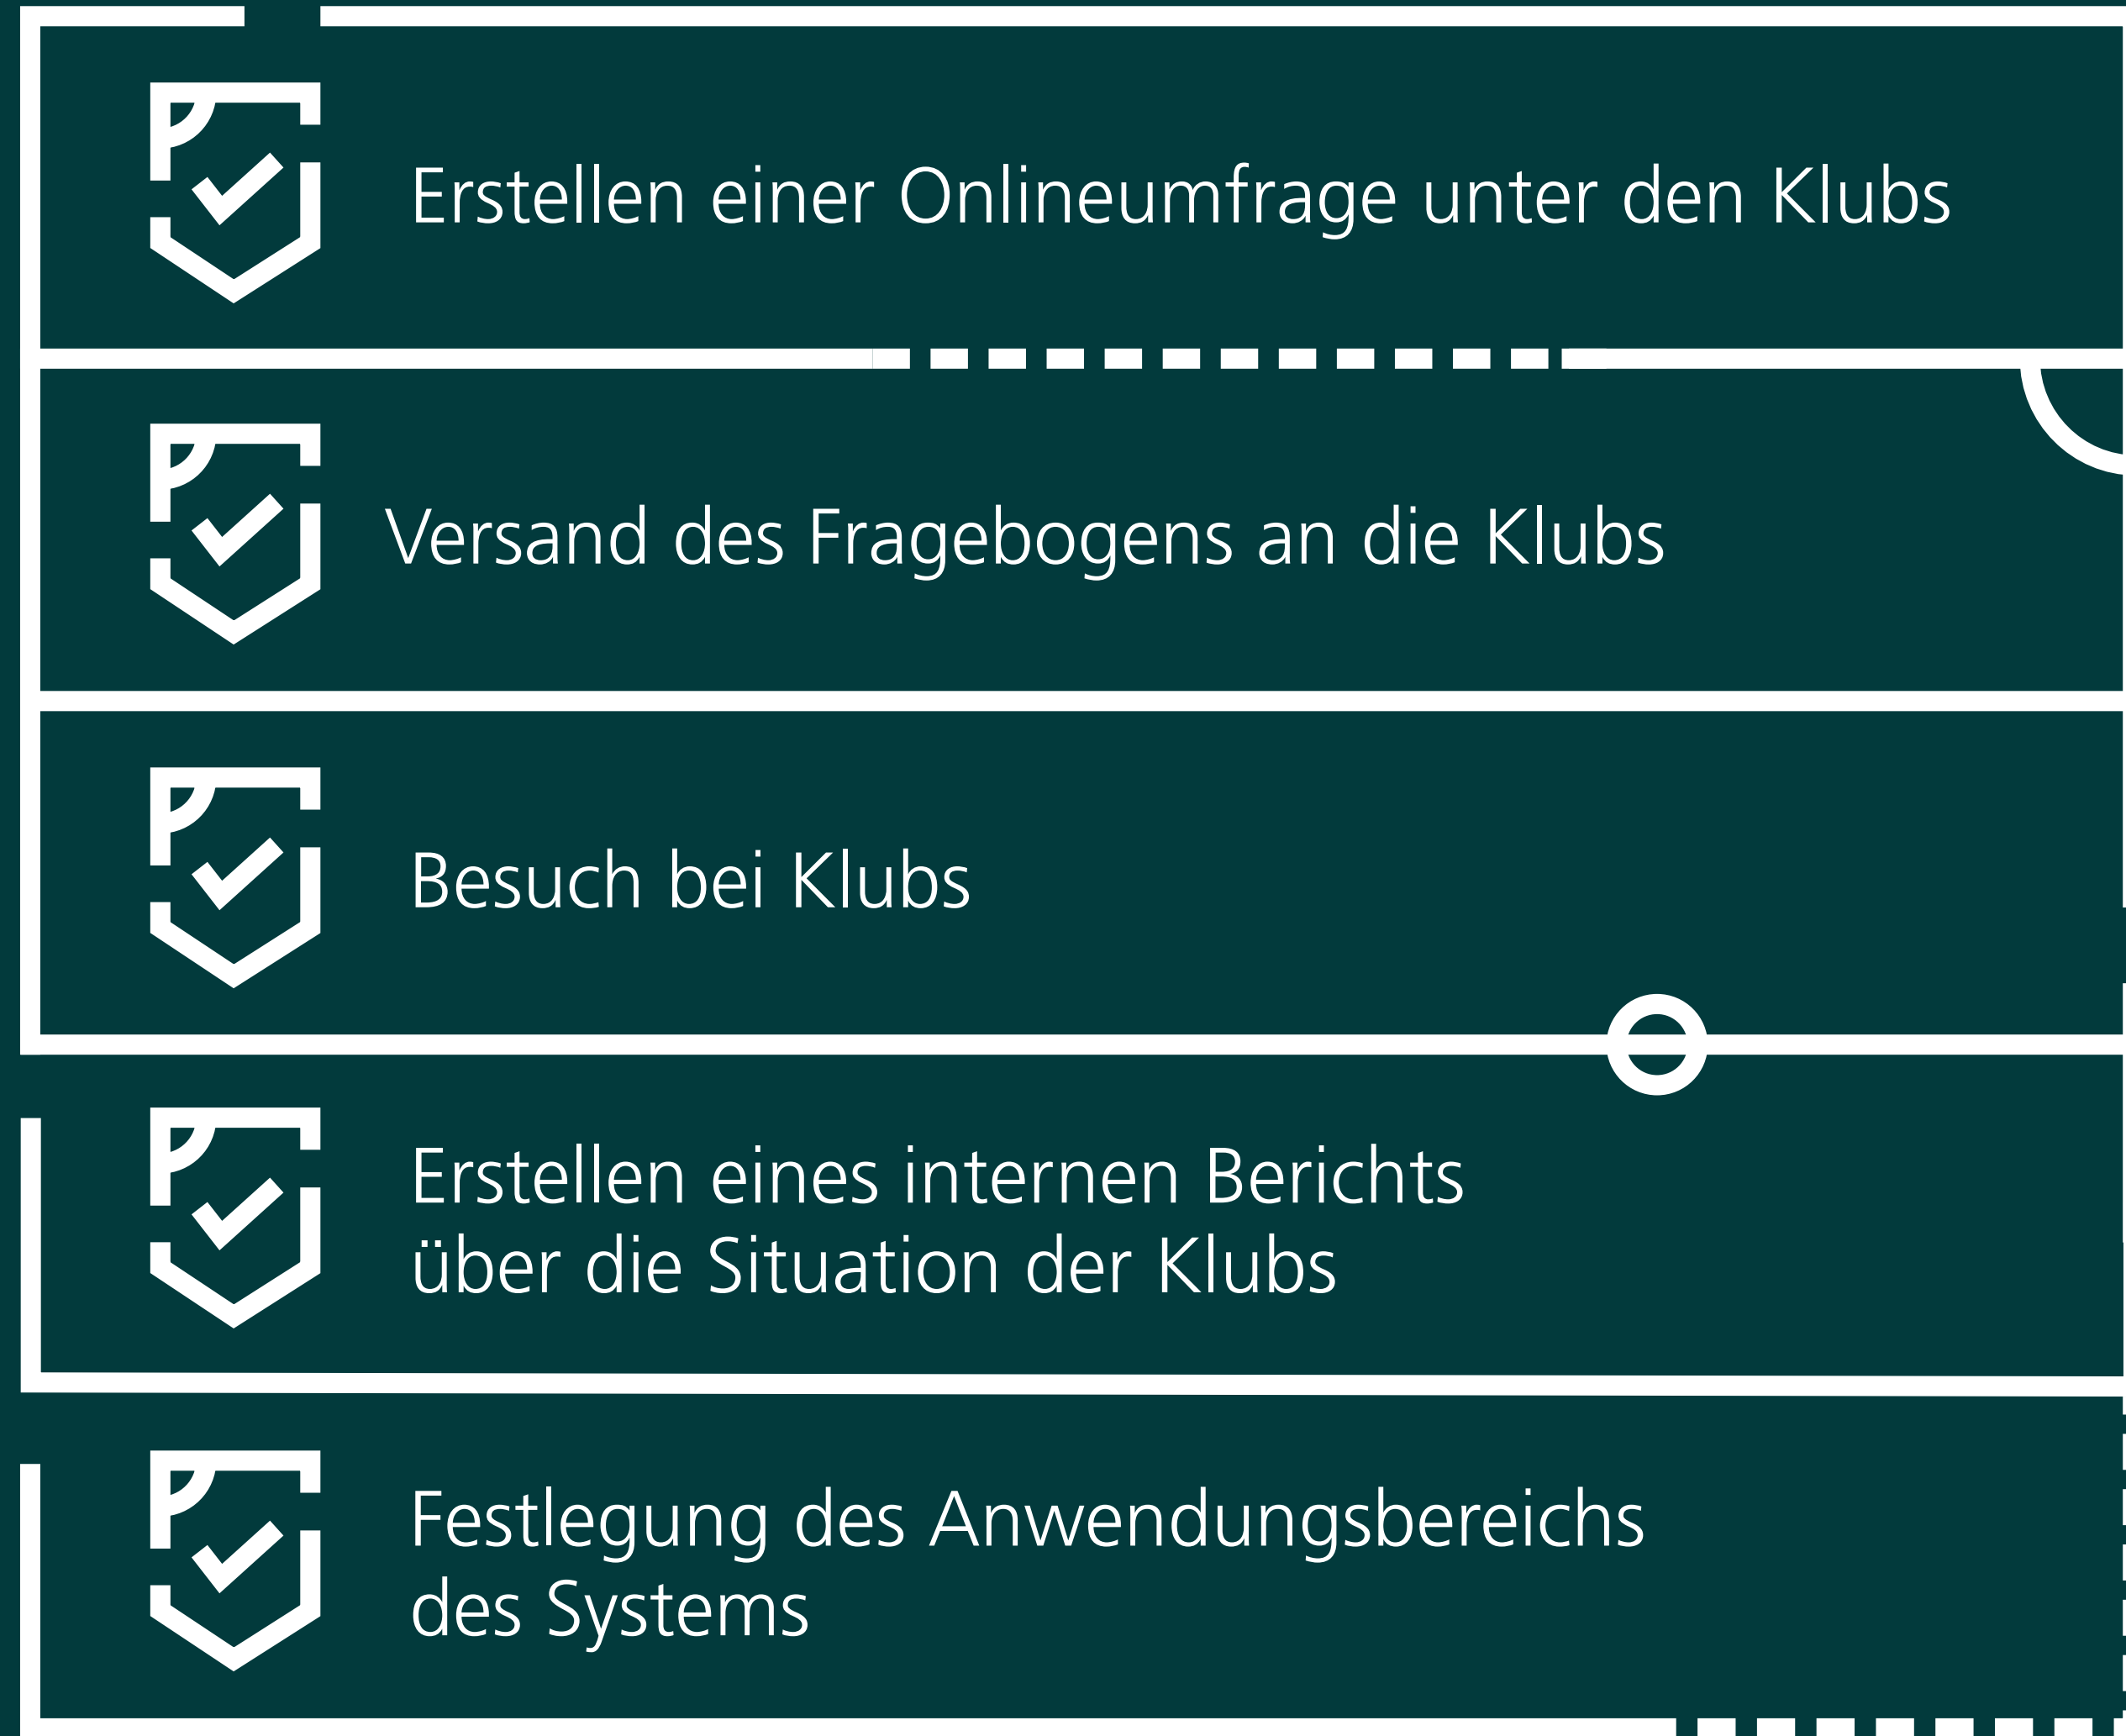 Erstellen einer Onlineumfrage unter den Klubs
Versand des Fragebogens an die Klubs
Besuch bei Klubs
Erstellen eines internen Berichts
über die Situation der Klubs
Festlegung des Anwendungsbereichs
des Systems